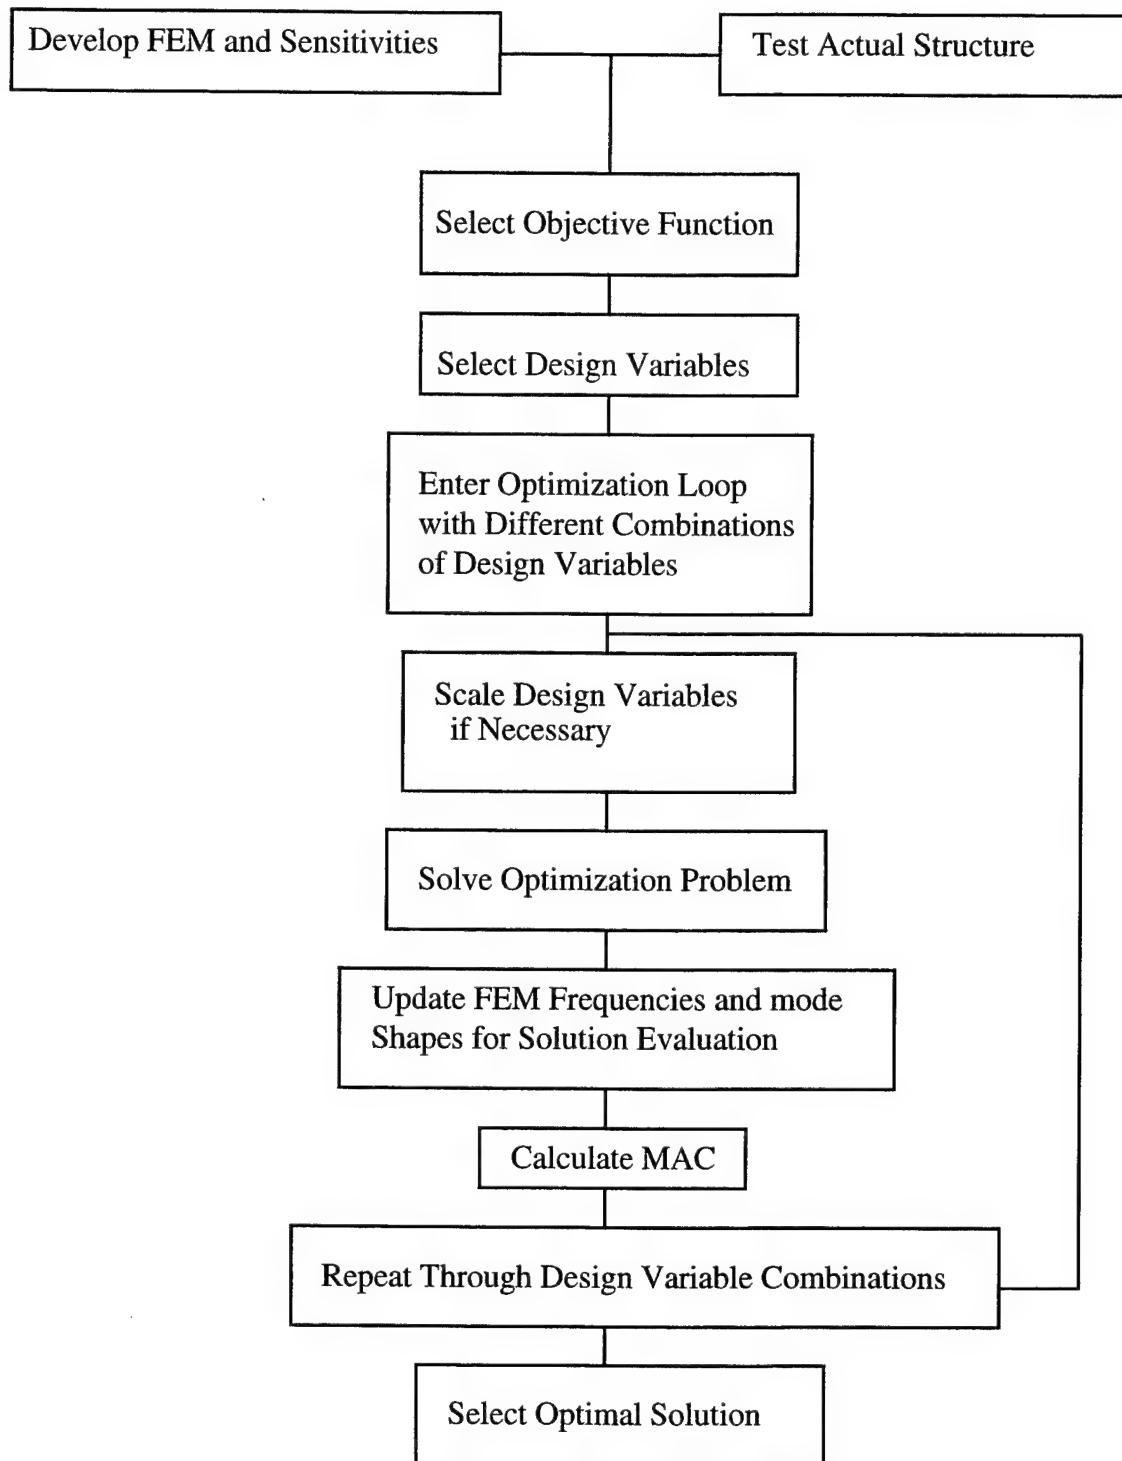 Develop FEM and Sensitivities
Test Actual Structure
Select Objective Function
Select Design Variables
Enter Optimization Loop
with Different Combinations
of Design Variables
Scale Design Variables
if Necessary
Solve Optimization Problem
Update FEM Frequencies and mode
Shapes for Solution Evaluation
Calculate MAC
Repeat Through Design Variable Combinations
Select Optimal Solution